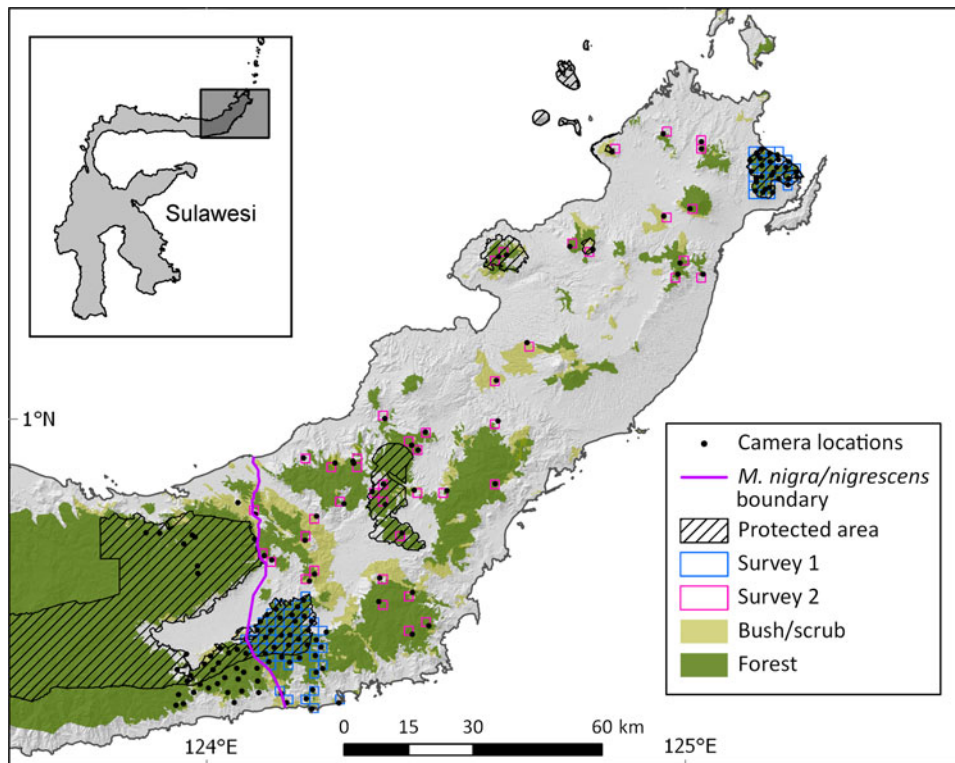 Sulawesi
1°N
Camera locations
M. nigra/nigrescens
boundary
Protected area
Survey 1
Survey 2
Bush/scrub
Forest
0 15 30 60 km
124°E 125°E